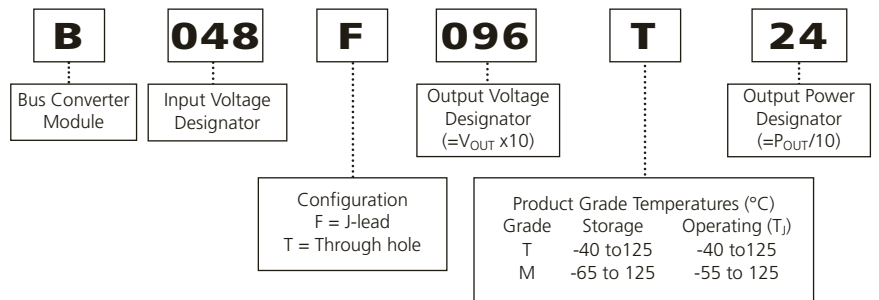 B 048 F 096 T 24
Bus Converter
Module
Input Voltage
Designator
Output Voltage
Designator
(=VOUT x10)
Output Power
Designator
(=POUT/10)
Configuration
F = J-lead
T = Through hole
Product Grade Temperatures (°C)
Grade Storage Operating (TJ)
T -40 to125 -40 to125
M -65 to 125 -55 to 125